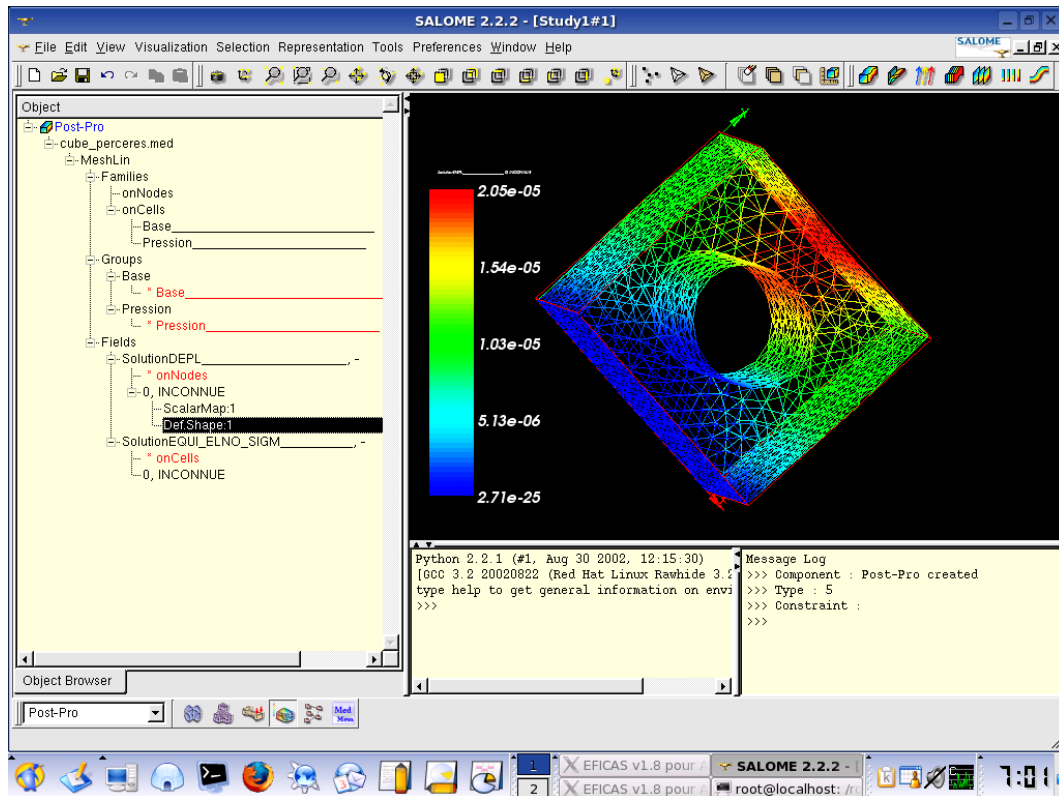 SALOME 2.2.2 - [Study1#1]
File Edit View Visualization Selection Representation Tools Preferences Window Help
SALOME
Object
Post-Pro
cube_perceres.med
MeshLin
Families
onNodes
onCells
Base
Pression
Groups
Base
* Base
Pression
* Pression
Fields
SolutionDEPL____________, -
* onNodes
0, INCONNUE
ScalarMap:1
Def.Shape:1
SolutionEQUI_ELNO_SIGM____________, -
* onCells
0, INCONNUE
Object Browser
2.05e-05
1.54e-05
1.03e-05
5.13e-06
2.71e-25
Python 2.2.1 (#1, Aug 30 2002, 12:15:30)
[GCC 3.2 20020822 (Red Hat Linux Rawhide 3.2
type help to get general information on envi
>>>
Message Log
>>> Component : Post-Pro created
>>> Type : 5
>>> Constraint :
>>>
Post-Pro
Med
Mem
1
2
EFICAS v1.8 pour A
EFICAS v1.8 pour A
SALOME 2.2.2 - [
root@localhost: /ro
7:01